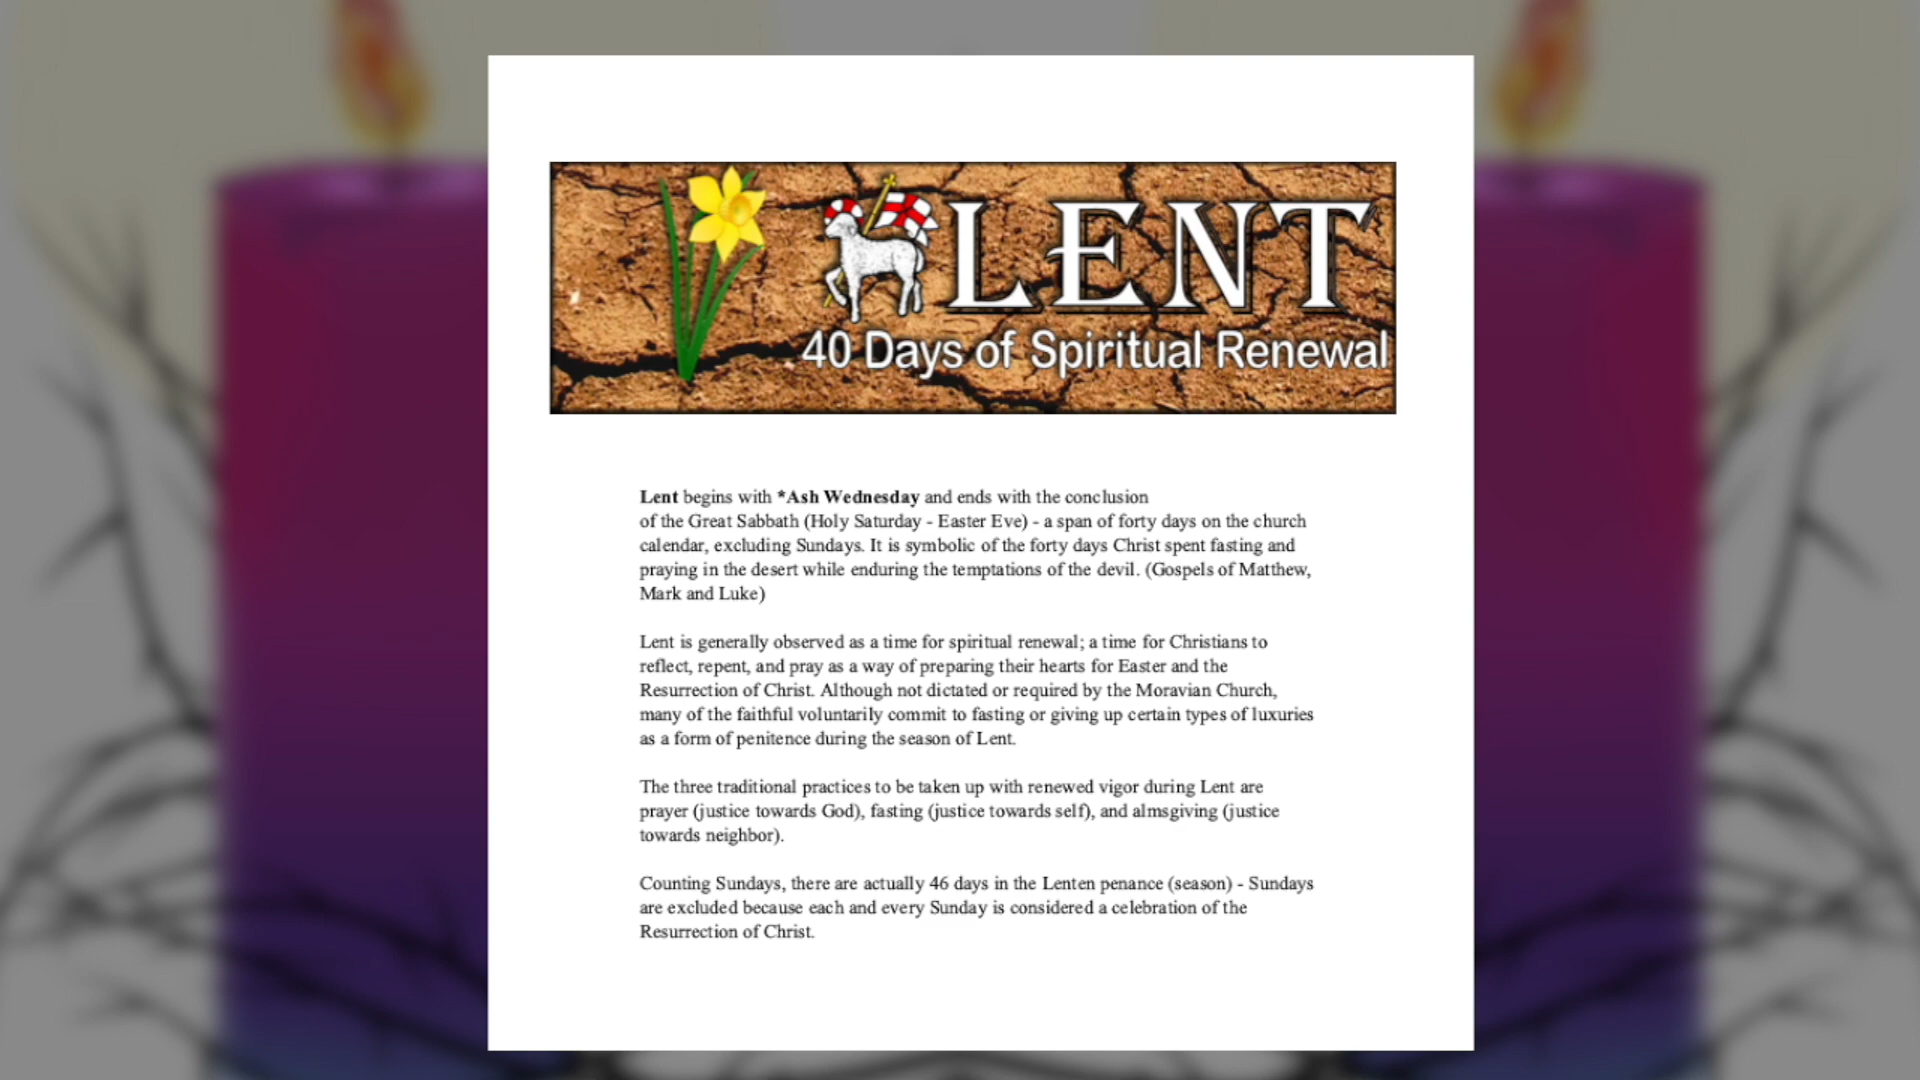 LENT
40 Days of Spiritual Renewal
Lent begins with *Ash Wednesday and ends with the conclusion
of the Great Sabbath (Holy Saturday - Easter Eve) - a span of forty days on the church
calendar, excluding Sundays. It is symbolic of the forty days Christ spent fasting and
praying in the desert while enduring the temptations of the devil. (Gospels of Matthew,
Mark and Luke)
Lent is generally observed as a time for spiritual renewal; a time for Christians to
reflect, repent, and pray as a way of preparing their hearts for Easter and the
Resurrection of Christ. Although not dictated or required by the Moravian Church,
many of the faithful voluntarily commit to fasting or giving up certain types of luxuries
as a form of penitence during the season of Lent.
The three traditional practices to be taken up with renewed vigor during Lent are
prayer (justice towards God), fasting (justice towards self), and almsgiving (justice
towards neighbor).
Counting Sundays, there are actually 46 days in the Lenten penance (season) - Sundays
are excluded because each and every Sunday is considered a celebration of the
Resurrection of Christ.